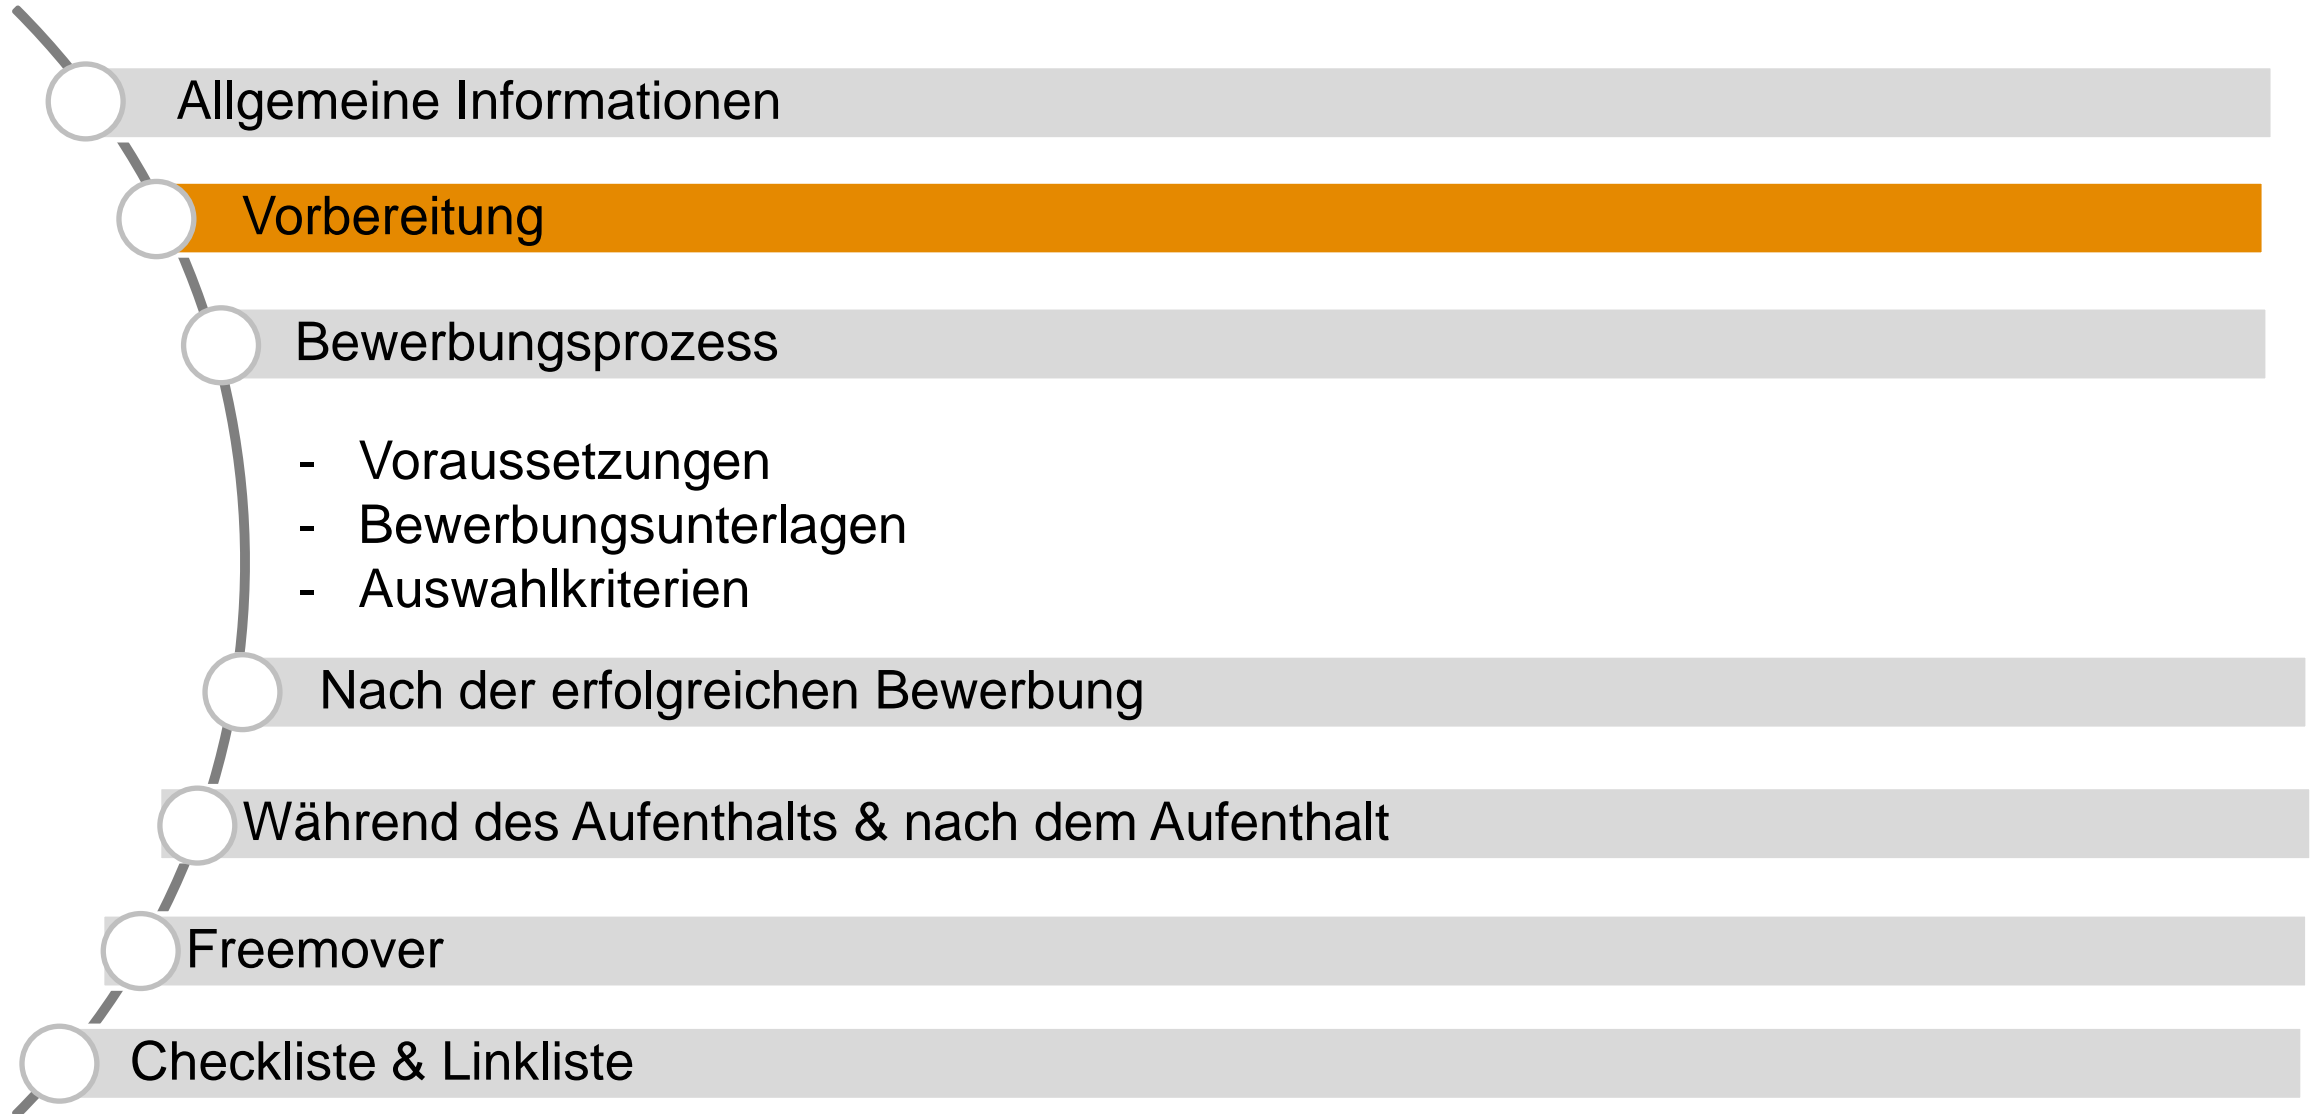 Allgemeine Informationen
Vorbereitung
Bewerbungsprozess
- Voraussetzungen
- Bewerbungsunterlagen
- Auswahlkriterien
Nach der erfolgreichen Bewerbung
Während des Aufenthalts & nach dem Aufenthalt
Freemover
Checkliste & Linkliste